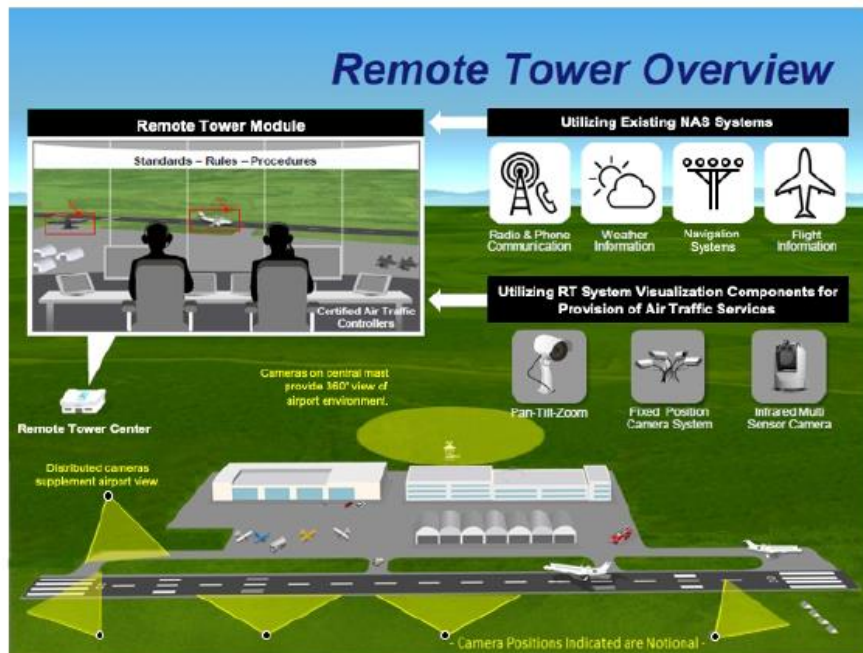 Remote Tower Overview
Remote Tower Module
Standards – Rules – Procedures
Certified Air Traffic
Controllers
Utilizing Existing NAS Systems
Radio & Phone
Communication
Weather
Information
Navigation
Systems
Flight
Information
Utilizing RT System Visualization Components for
Provision of Air Traffic Services
Pan-Tilt-Zoom
Fixed Position
Camera System
Infrared Multi
Sensor Camera
Cameras on central mast
provide 360° view of
airport environment.
Remote Tower Center
Distributed cameras
supplement airport view
- Camera Positions Indicated are Notional -